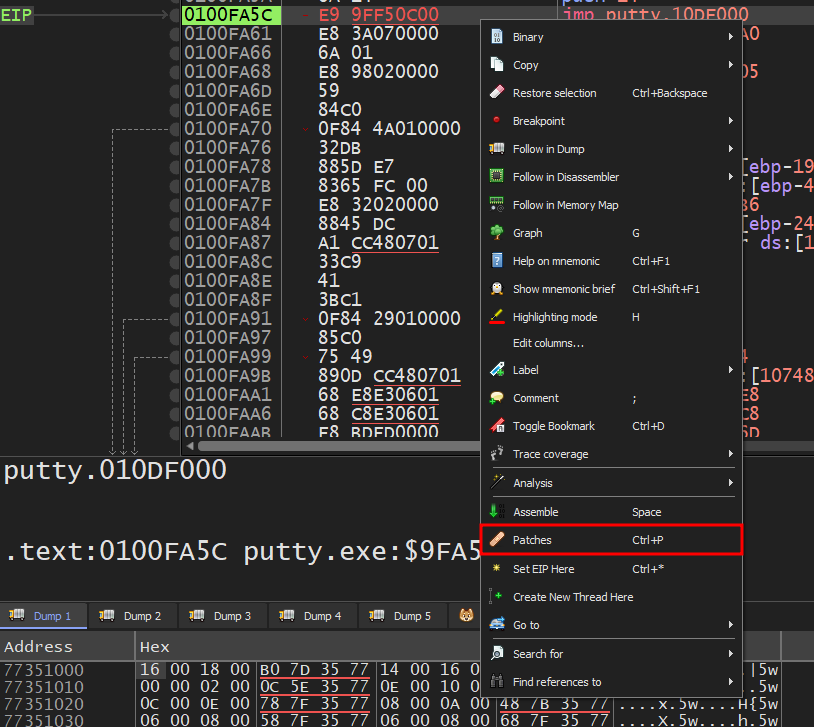 EIP 0100FA5C E9 9FF50C00 jmp putty.10DF000
0100FA61 E8 3A070000
0100FA66 6A 01
0100FA68 E8 98020000 05
0100FA6D 59
0100FA6E 84C0
0100FA70 0F84 4A010000
0100FA76 32DB
0100FA78 885D E7 [ebp-19
0100FA7B 8365 FC 00 :[ebp-4
0100FA7F E8 32020000
0100FA84 8845 DC [ebp-24
0100FA87 A1 CC480701 ds:[1
0100FA8C 33C9
0100FA8E 41
0100FA8F 3BC1
0100FA91 0F84 29010000
0100FA97 85C0
0100FA99 75 49
0100FA9B 890D CC480701 :[10748
0100FAA1 68 E8E30601 E8
0100FAA6 68 C8E30601 C8
0100FAAB E8 BDFD0000
Binary
Copy
Restore selection Ctrl+Backspace
Breakpoint
Follow in Dump
Follow in Disassembler
Follow in Memory Map
Graph G
Help on mnemonic Ctrl+F1
Show mnemonic brief Ctrl+Shift+F1
Highlighting mode H
Edit columns...
Label
Comment ;
Toggle Bookmark Ctrl+D
Trace coverage
Analysis
Assemble Space
Patches Ctrl+P
Set EIP Here Ctrl+*
Create New Thread Here
Go to
Search for
Find references to
putty.010DF000
.text:0100FA5C putty.exe:$9FA5
Dump 1 Dump 2 Dump 3 Dump 4 Dump 5
Address Hex
77351000 16 00 18 00 B0 7D 35 77 14 00 16 0 |5w
77351010 00 00 02 00 0C 5E 35 77 0E 00 10 0 .5w
77351020 0C 00 0E 00 78 7F 35 77 08 00 0A 00 48 7B 35 77 ....x.5w....H{5w
77351030 06 00 08 00 58 7F 35 77 06 00 08 00 68 7F 35 77 ....X.5w....h.5w